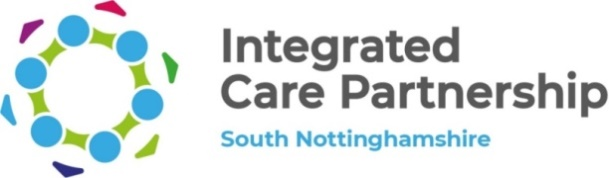 Integrated
Care Partnership
South Nottinghamshire